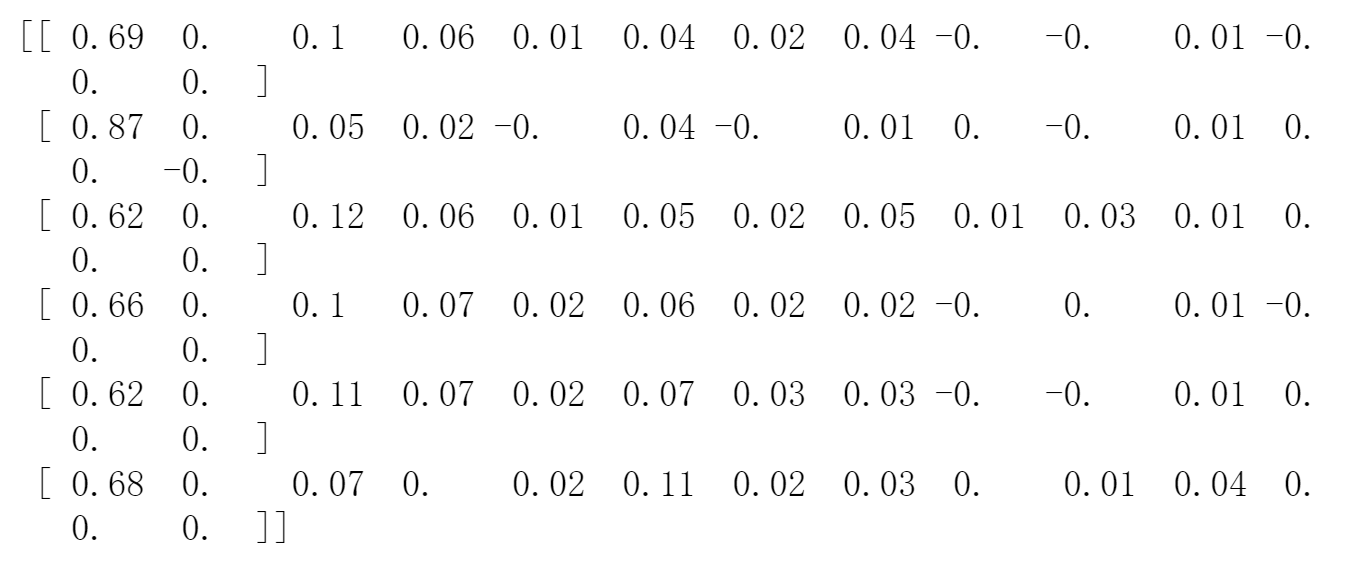 [[ 0.69  0.    0.1   0.06  0.01  0.04  0.02  0.04 -0.   -0.    0.01 -0.
   0.    0.  ]
 [ 0.87  0.    0.05  0.02 -0.    0.04 -0.    0.01  0.   -0.    0.01  0.
   0.   -0.  ]
 [ 0.62  0.    0.12  0.06  0.01  0.05  0.02  0.05  0.01  0.03  0.01  0.
   0.    0.  ]
 [ 0.66  0.    0.1   0.07  0.02  0.06  0.02  0.02 -0.    0.    0.01 -0.
   0.    0.  ]
 [ 0.62  0.    0.11  0.07  0.02  0.07  0.03  0.03 -0.   -0.    0.01  0.
   0.    0.  ]
 [ 0.68  0.    0.07  0.    0.02  0.11  0.02  0.03  0.    0.01  0.04  0.
   0.    0.  ]]